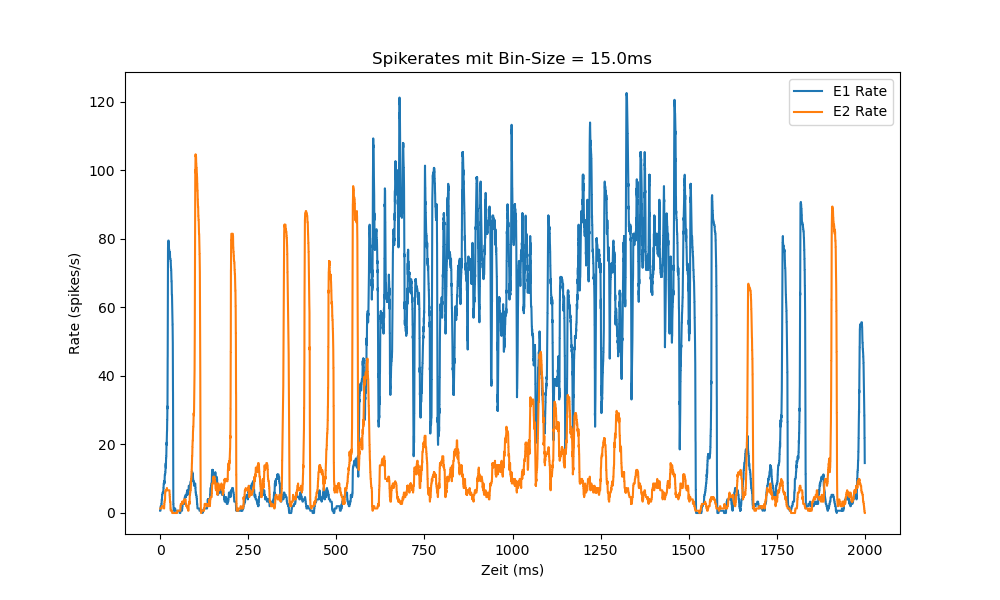 Spikerates mit Bin-Size = 15.0ms
E1 Rate
E2 Rate
120
100
80
60
40
20
0
Rate (spikes/s)
0 250 500 750 1000 1250 1500 1750 2000
Zeit (ms)